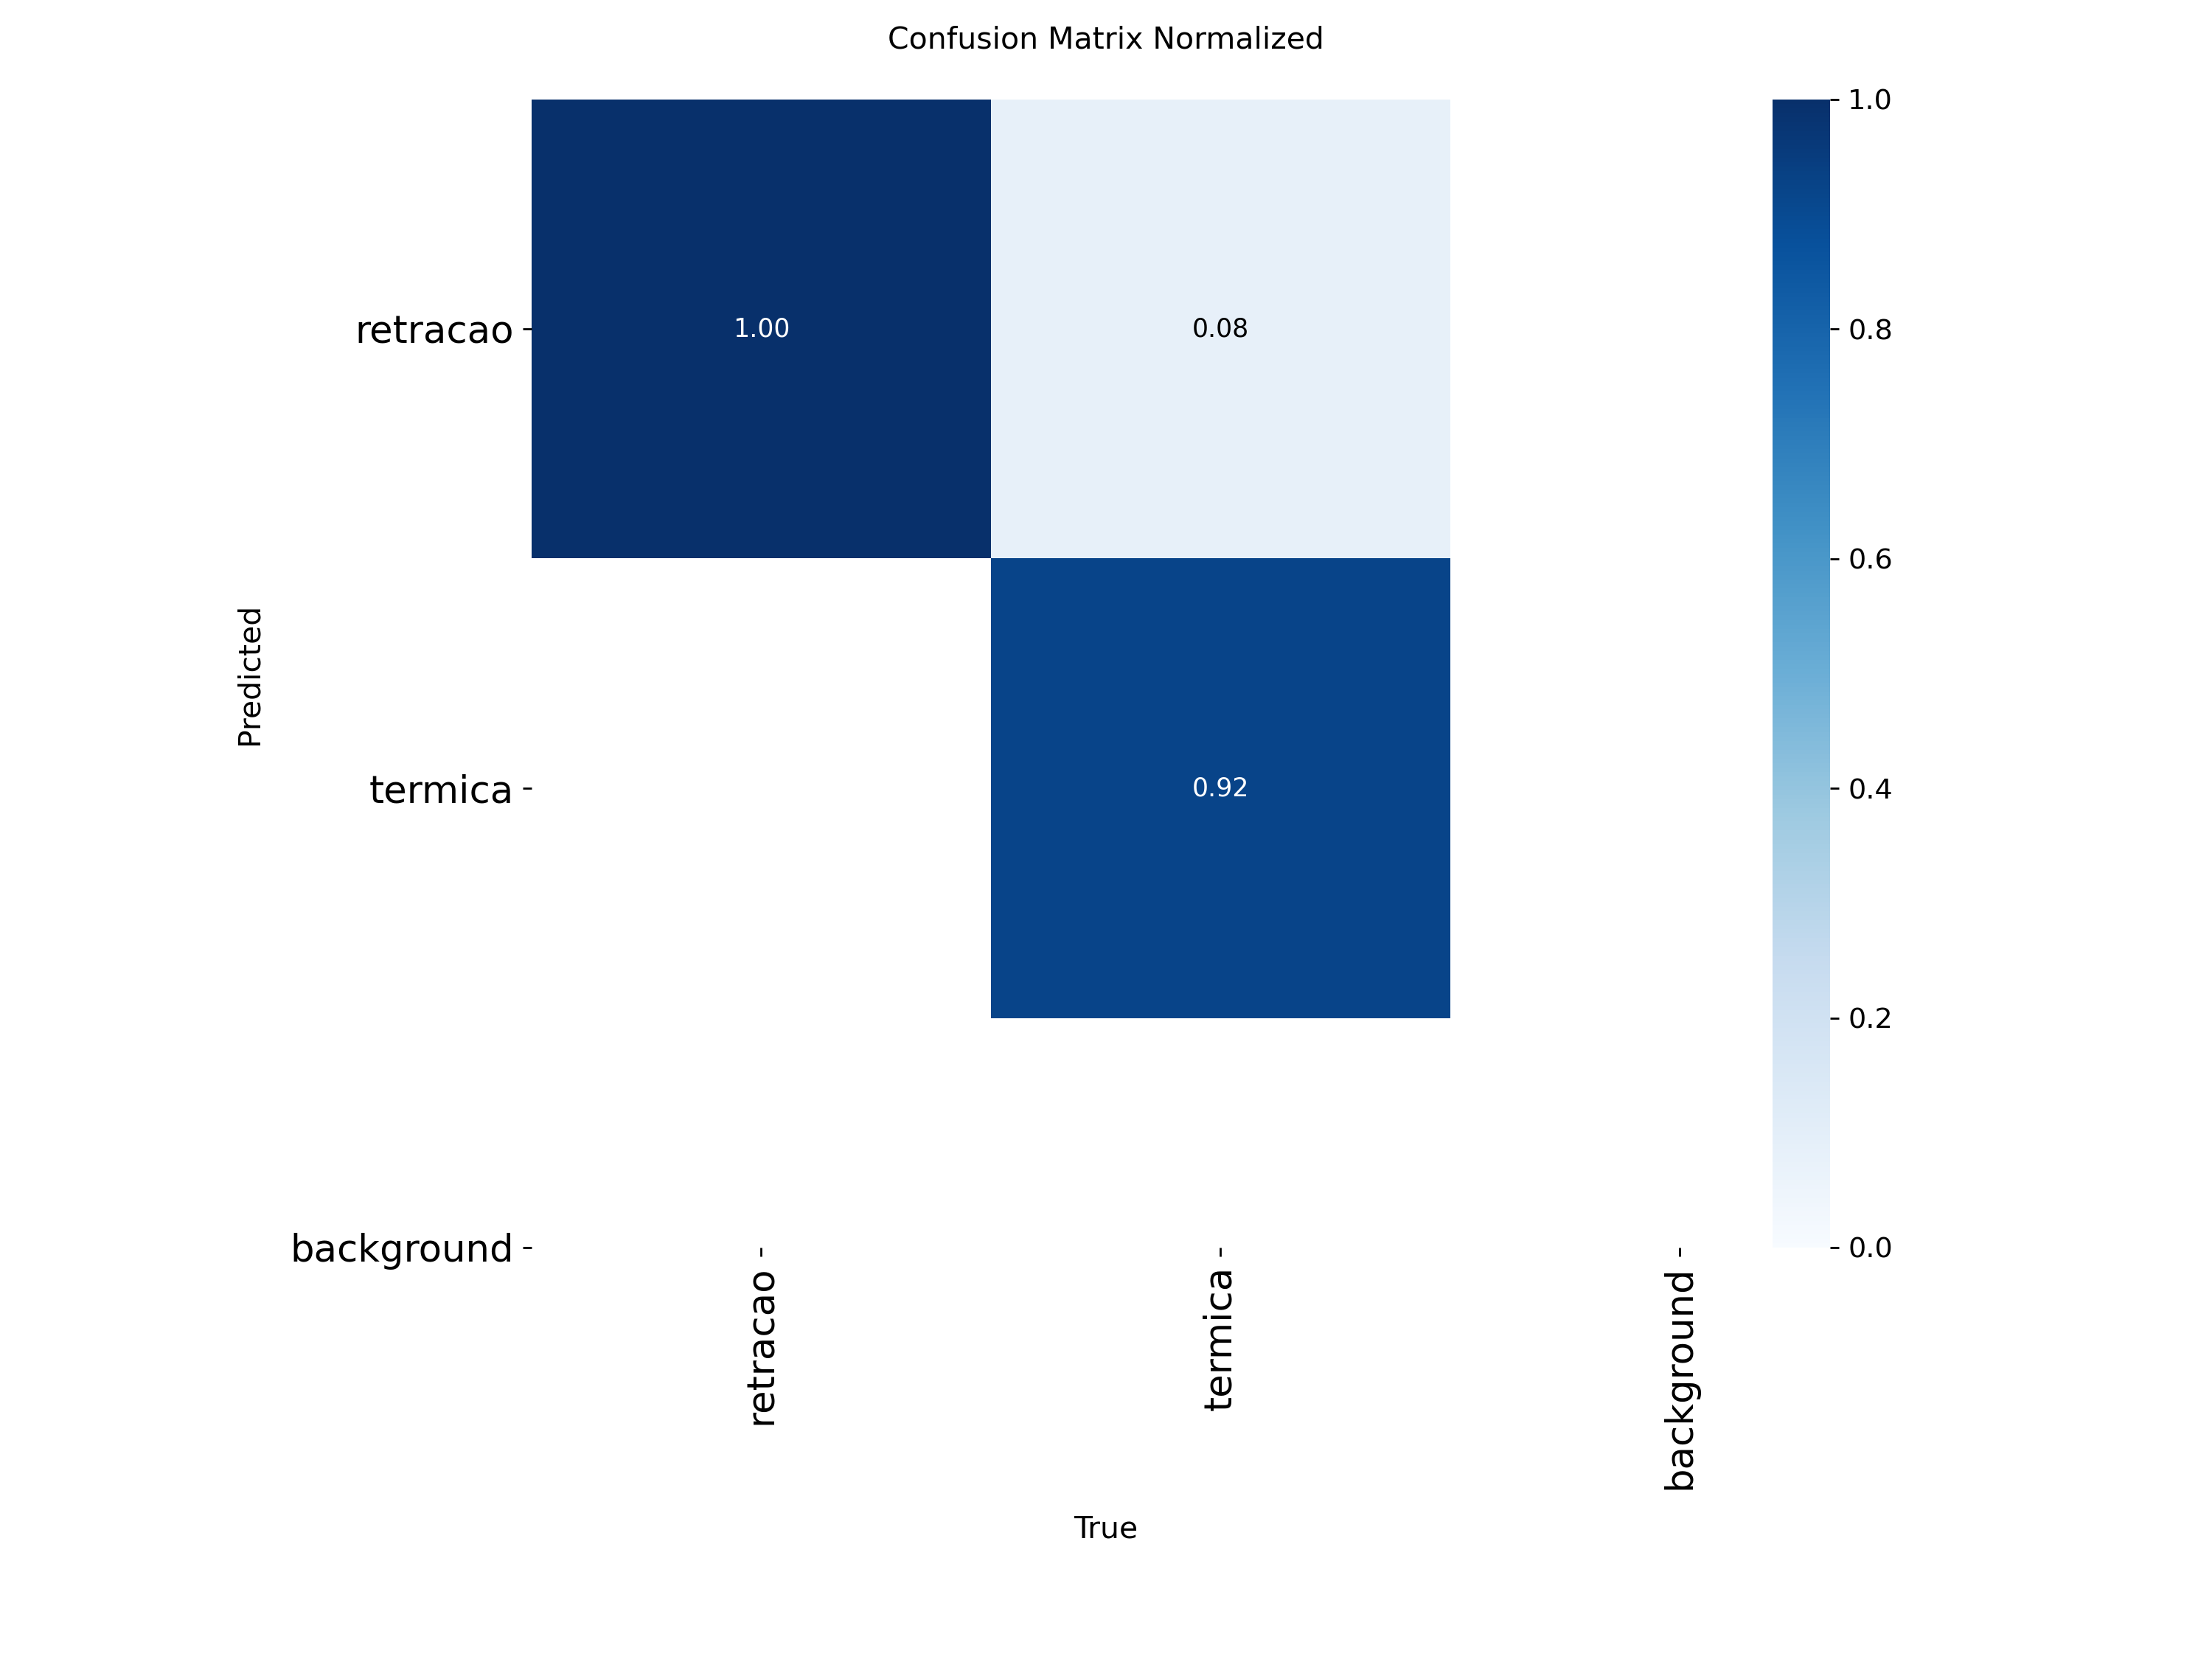 Confusion Matrix Normalized
1.0
retracao
1.00
0.08
0.8
0.6
Predicted
termica
0.92
0.4
0.2
background
0.0
retracao
termica
background
True